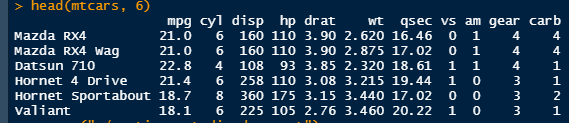 > head(mtcars, 6)
mpg cyl disp hp drat wt qsec vs am gear carb
Mazda RX4 21.0 6 160 110 3.90 2.620 16.46 0 1 4 4
Mazda RX4 Wag 21.0 6 160 110 3.90 2.875 17.02 0 1 4 4
Datsun 710 22.8 4 108 93 3.85 2.320 18.61 1 1 4 1
Hornet 4 Drive 21.4 6 258 110 3.08 3.215 19.44 1 0 3 1
Hornet Sportabout 18.7 8 360 175 3.15 3.440 17.02 0 0 3 2
Valiant 18.1 6 225 105 2.76 3.460 20.22 1 0 3 1